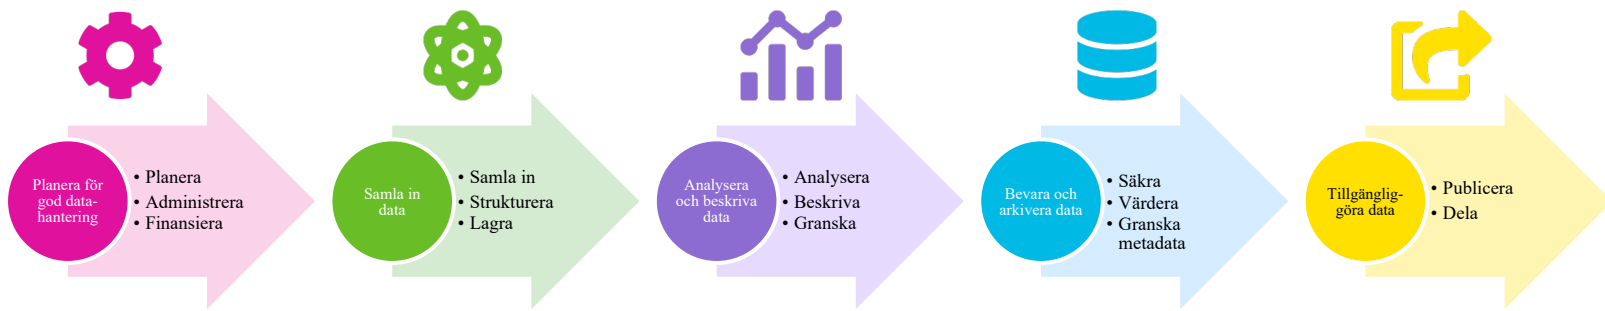 Planera för
god data-
hantering
• Planera
• Administrera
• Finansiera
Samla in
data
• Samla in
• Strukturera
• Lagra
Analysera
och beskriva
data
• Analysera
• Beskriva
• Granska
Bevara och
arkivera data
• Säkra
• Värdera
• Granska
metadata
Tillgänglig-
göra data
• Publicera
• Dela